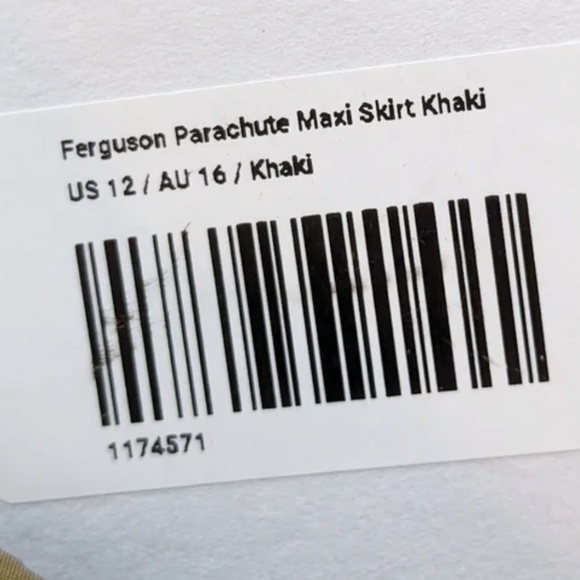 Ferguson Parachute Maxi Skirt Khaki
US 12 / AU 16 / Khaki
1174571